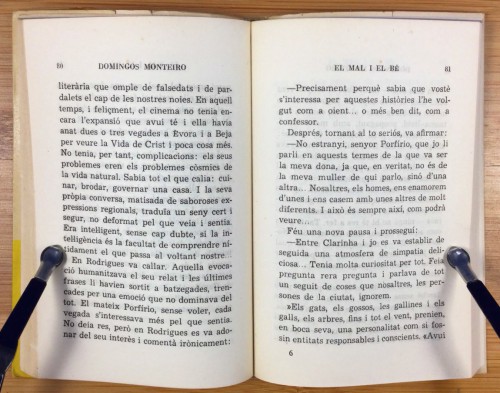 80 DOMINGOS MONTEIRO
literària que omple de falsedats i de par-
dalets el cap de les nostres noies. En aquell
temps, i feliçment, el cinema no tenia en-
cara l'expansió que avui té i ella havia
anat dues o tres vegades a Evora i a Beja
per veure la Vida de Crist i poca cosa més.
No tenia, per tant, complicacions: els seus
problemes eren els problemes còsmics de
la vida natural. Sabia tot el que calia: cui-
nar, brodar, governar una casa. I la seva
pròpia conversa, matisada de saboroses ex-
pressions regionals, traduïa un seny cert i
segur, no deformat pel que veia i sentia.
Era intelligent, sense cap dubte, si la in-
telligència és la facultat de comprendre ní-
tidament el que passa al voltant nostre...
En Rodrigues va callar. Aquella evoca-
ció humanitzava el seu relat i les últimes
frases li havien sortit a batzegades, tren-
cades per una emoció que no dominava del
tot. El mateix Porfírio, sense voler, cada
vegada s'interessava més pel que sentia.
No deia res, però en Rodrigues es va ado-
nar del seu interès i comentà irònicament:
EL MAL I EL BÉ 81
—Precisament perquè sabia que vostè
s'interessa per aquestes històries l'he vol-
gut com a oient... o més ben dit, com a
confessor.
Després, tornant al to seriós, va afirmar:
—No estranyi, senyor Porfírio, que jo li
parli en aquests termes de la que va ser
la meva dona, ja que, en veritat, no és de
la meva muller de qui parlo, sinó d'una
altra... Nosaltres, els homes, ens enamorem
d'unes i ens casem amb unes altres de molt
diferents. I això és sempre així, com podrà
veure...
Féu una nova pausa i prosseguí:
—Entre Clarinha i jo es va establir de
seguida una atmosfera de simpatia deli-
ciosa... Tenia molta curiositat per tot. Feia
pregunta rera pregunta i parlava de tot
un seguit de coses que nosaltres, les per-
sones de la ciutat, ignorem.
»Els gats, els gossos, les gallines i els
galls, els arbres, fins i tot el vent, prenien,
en boca seva, una personalitat com si fos-
sin entitats responsables i conscients. «Avui
6